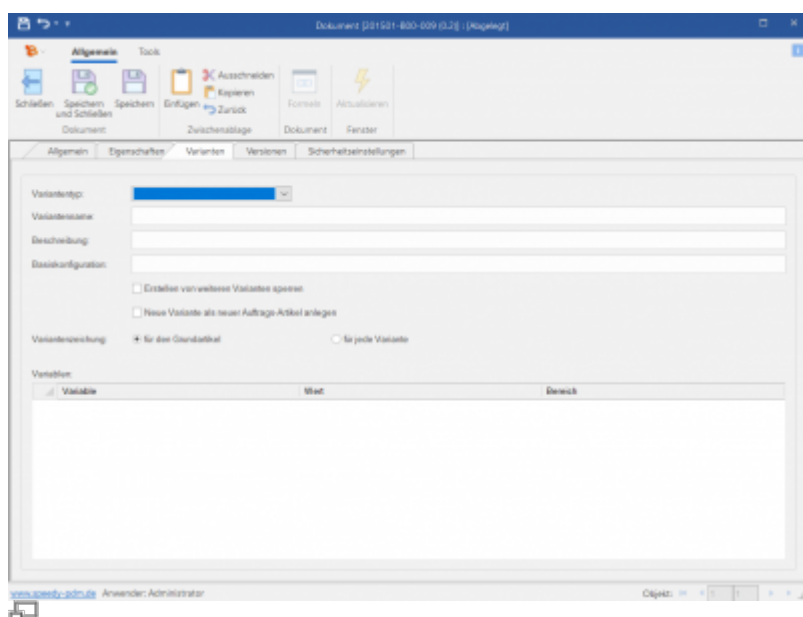 Dokument [201501-B00-009 (0.2)] : [Abgelegt]
Allgemein Tools
Schließen Speichern und Schließen Speichern Einfügen Ausschneiden Kopieren Zurück Formeln Aktualisieren
Dokument Zwischenablage Dokument Fenster
Allgemein Eigenschaften Varianten Versionen Sicherheitseinstellungen
Variantentyp:
Variantenname:
Beschreibung:
Basiskonfiguration:
Erstellen von weiteren Varianten sperren
Neue Variante als neuer Auftrags-Artikel anlegen
Variantenzeichung: für den Grundartikel für jede Variante
Variablen:
Variable Wert Bereich
www.speedy-pdm.de Anwender: Administrator Objekt: